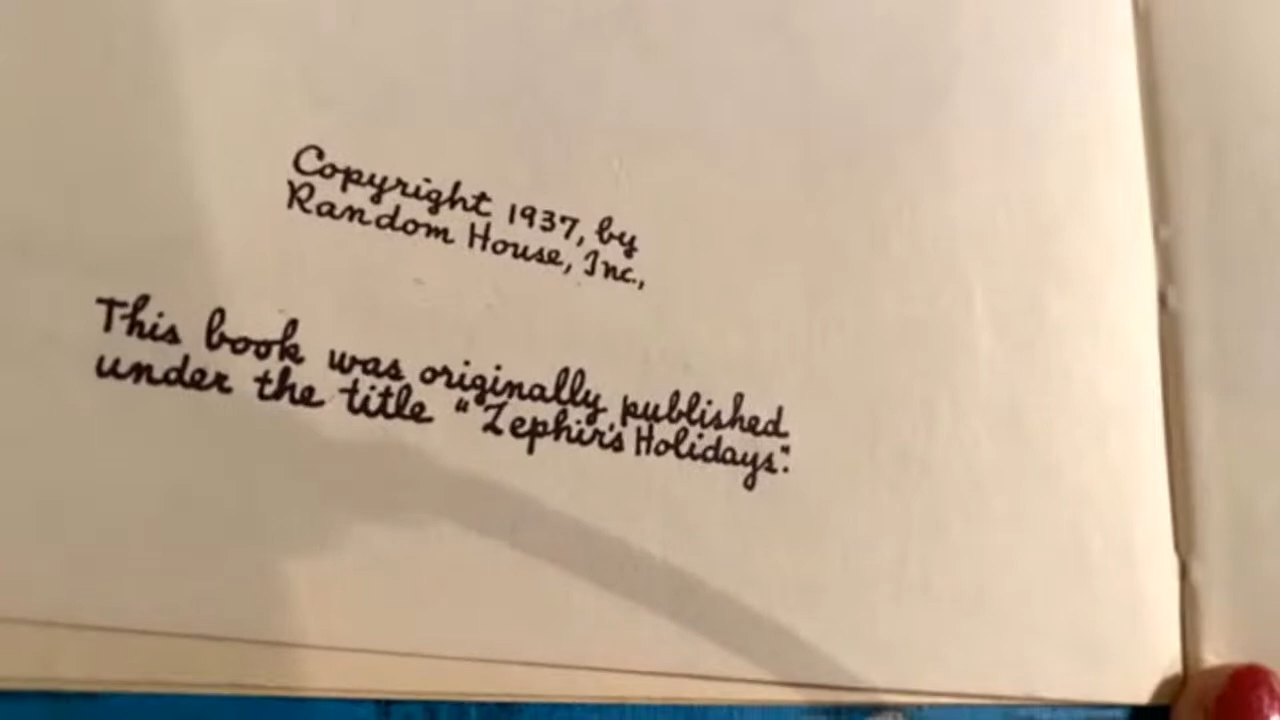 Copyright 1937, by
Random House, Inc.,
This book was originally published
under the title "Zephir's Holidays".